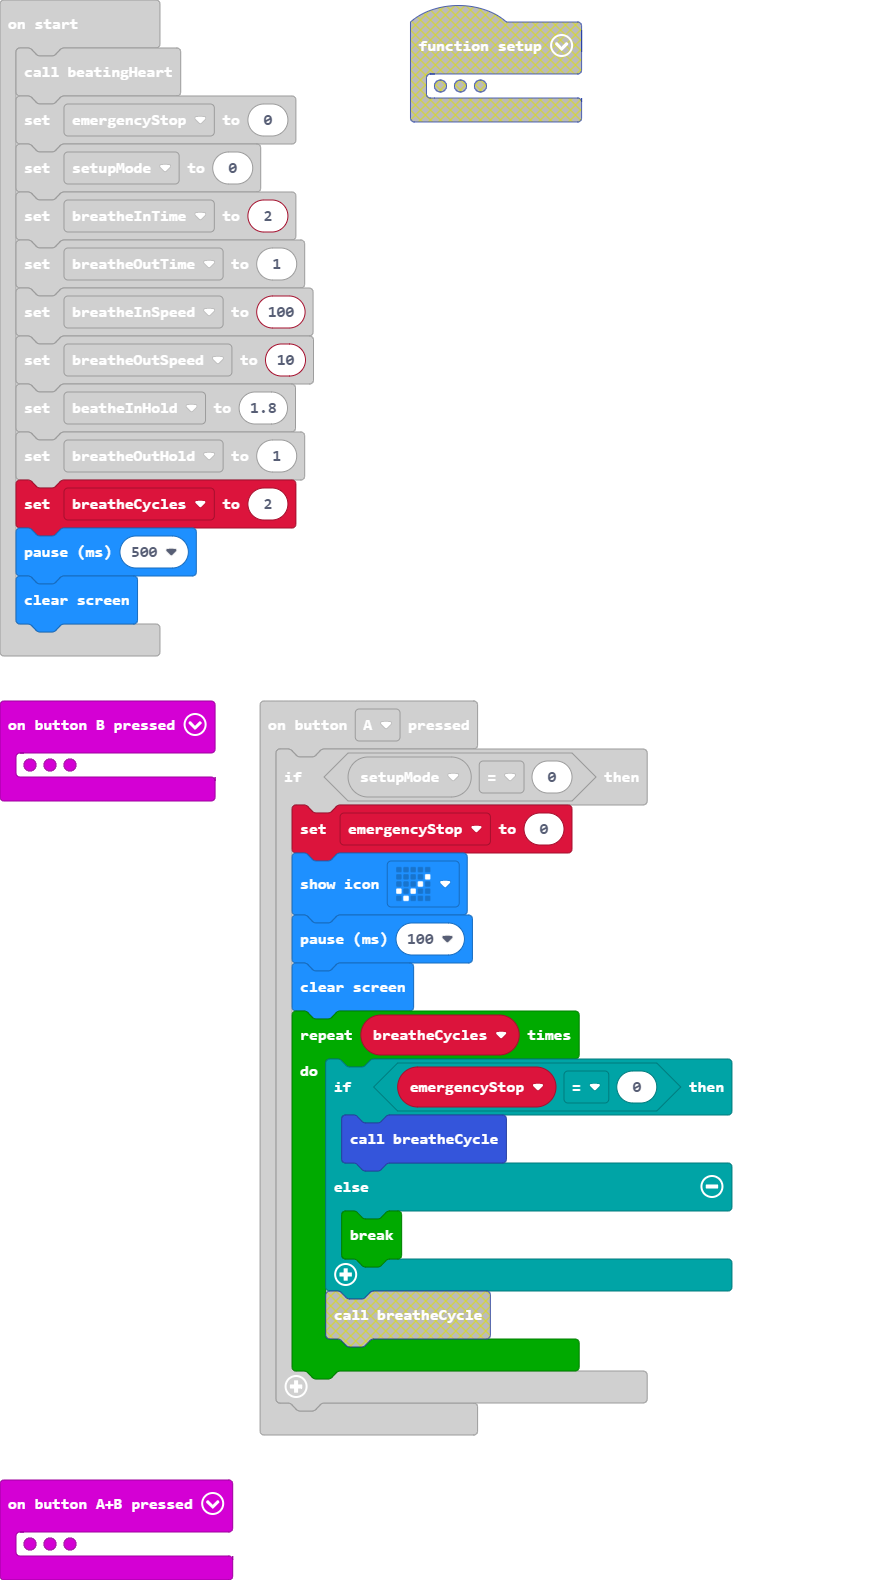 on start
call beatingHeart
set emergencyStop to 0
set setupMode to 0
set breatheInTime to 2
set breatheOutTime to 1
set breatheInSpeed to 100
set breatheOutSpeed to 10
set beatheInHold to 1.8
set breatheOutHold to 1
set breatheCycles to 2
pause (ms) 500
clear screen
function setup
on button B pressed
on button A pressed
if setupMode = 0 then
set emergencyStop to 0
show icon
pause (ms) 100
clear screen
repeat breatheCycles times
do
if emergencyStop = 0 then
call breatheCycle
else
break
call breatheCycle
on button A+B pressed